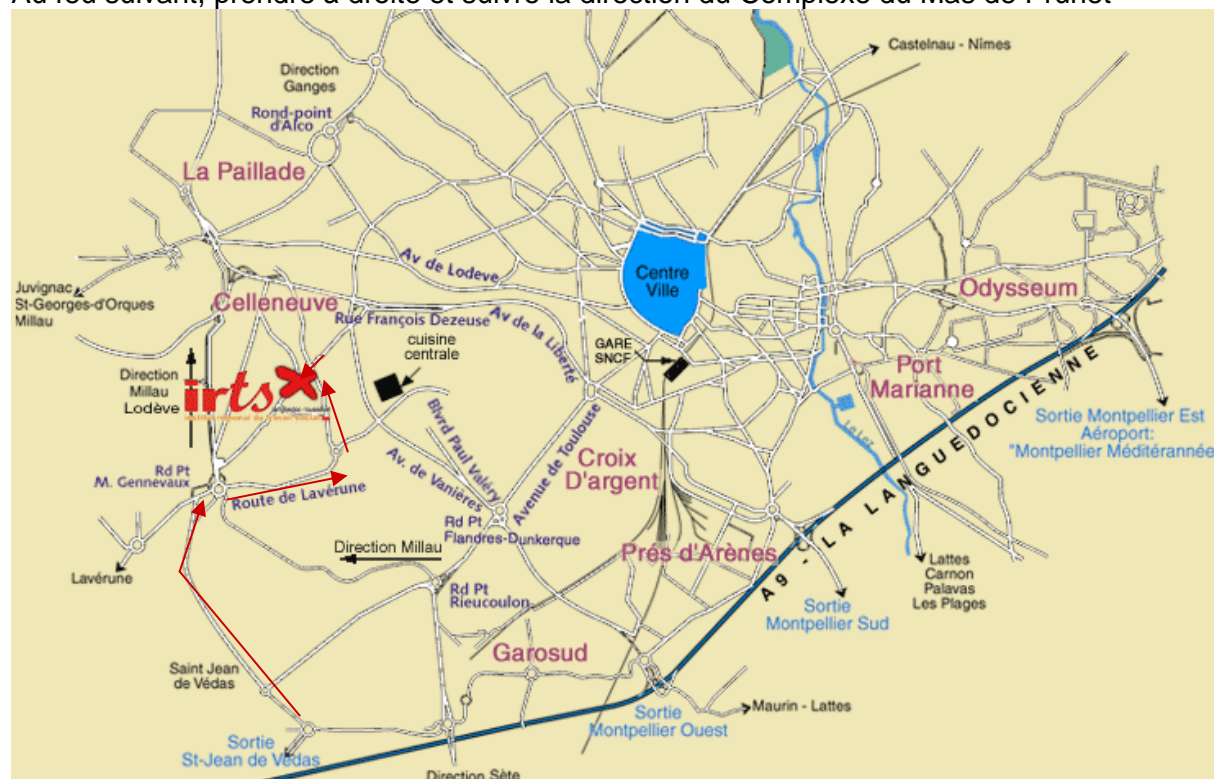 Au feu suivant, prendre à droite et suivre la direction du Complexe du Mas de Prunet
Castelnau - Nîmes
Direction
Ganges
Rond-point
d'Alco
La Paillade
Av de Lodeve
Centre
Ville
Odysseum
Juvignac
St-Georges-d'Orques
Millau
Celleneuve
Rue François Dezeuse
Av de la Liberté
cuisine
centrale
GARE
SNCF
Port
Marianne
Direction
Millau
Lodève
irts
A9 - LA LANGUEDOCIENNE
Sortie Montpellier Est
Aéroport:
"Montpellier Méditérannée
Le Lez
Blvrd Paul Valéry
Avenue de Toulouse
Av. de Vanières
Croix
D'argent
Rd Pt
M. Gennevaux
Route de Lavérune
Rd Pt
Flandres-Dunkerque
Direction Millau
Prés d'Arènes
Lavérune
Rd Pt
Rieucoulon
Lattes
Carnon
Palavas
Les Plages
Sortie
Montpellier Sud
Garosud
Saint Jean
de Védas
Maurin - Lattes
Sortie
Montpellier Ouest
Sortie
St-Jean de Védas
Direction Sète